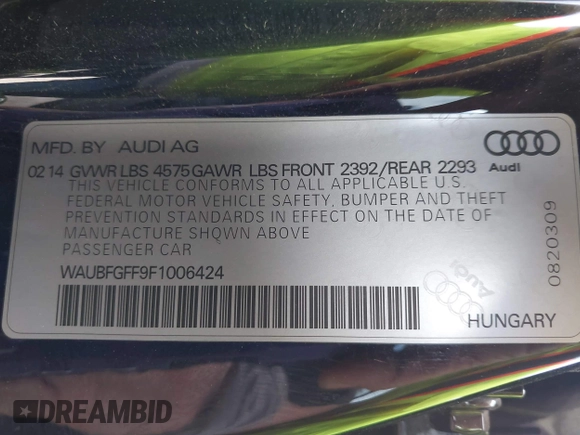 MFD. BY AUDI AG
Audi
02 14 GVWR LBS 4575 GAWR LBS FRONT 2392/REAR 2293
THIS VEHICLE CONFORMS TO ALL APPLICABLE U.S.
FEDERAL MOTOR VEHICLE SAFETY, BUMPER AND THEFT
PREVENTION STANDARDS IN EFFECT ON THE DATE OF
MANUFACTURE SHOWN ABOVE
PASSENGER CAR
WAUBFGFF9F1006424
0820309
Audi
HUNGARY
DREAMBID